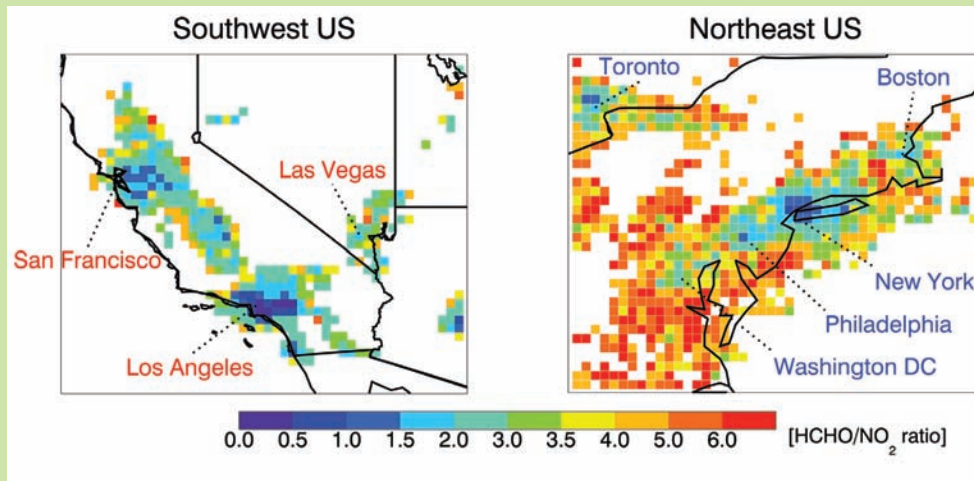 Southwest US
Northeast US
Toronto
Boston
Las Vegas
San Francisco
New York
Philadelphia
Los Angeles
Washington DC
0.0 0.5 1.0 1.5 2.0 3.0 3.5 4.0 5.0 6.0 [HCHO/NO₂ ratio]